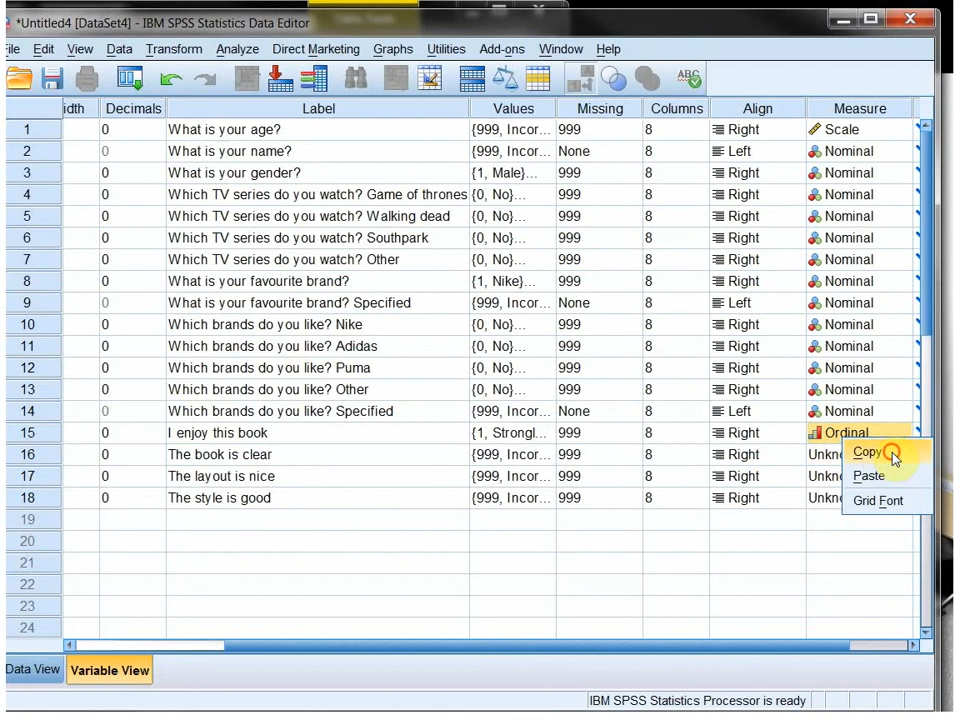 *Untitled4 [DataSet4] - IBM SPSS Statistics Data Editor
ile Edit View Data Transform Analyze Direct Marketing Graphs Utilities Add-ons Window Help
idth Decimals Label Values Missing Columns Align Measure
1 0 What is your age? {999, Incor... 999 8 Right Scale
2 0 What is your name? {999, Incor... None 8 Left Nominal
3 0 What is your gender? {1, Male}... 999 8 Right Nominal
4 0 Which TV series do you watch? Game of thrones {0, No}... 999 8 Right Nominal
5 0 Which TV series do you watch? Walking dead {0, No}... 999 8 Right Nominal
6 0 Which TV series do you watch? Southpark {0, No}... 999 8 Right Nominal
7 0 Which TV series do you watch? Other {0, No}... 999 8 Right Nominal
8 0 What is your favourite brand? {1, Nike}... 999 8 Right Nominal
9 0 What is your favourite brand? Specified {999, Incor... None 8 Left Nominal
10 0 Which brands do you like? Nike {0, No}... 999 8 Right Nominal
11 0 Which brands do you like? Adidas {0, No}... 999 8 Right Nominal
12 0 Which brands do you like? Puma {0, No}... 999 8 Right Nominal
13 0 Which brands do you like? Other {0, No}... 999 8 Right Nominal
14 0 Which brands do you like? Specified {999, Incor... None 8 Left Nominal
15 0 I enjoy this book {1, Strongl... 999 8 Right Ordinal
16 0 The book is clear {999, Incor... 999 8 Right Unkno
17 0 The layout is nice {999, Incor... 999 8 Right Unkn
18 0 The style is good {999, Incor... 999 8 Right Unkn
Copy
Paste
Grid Font
19
20
21
22
23
24
Data View Variable View
IBM SPSS Statistics Processor is ready